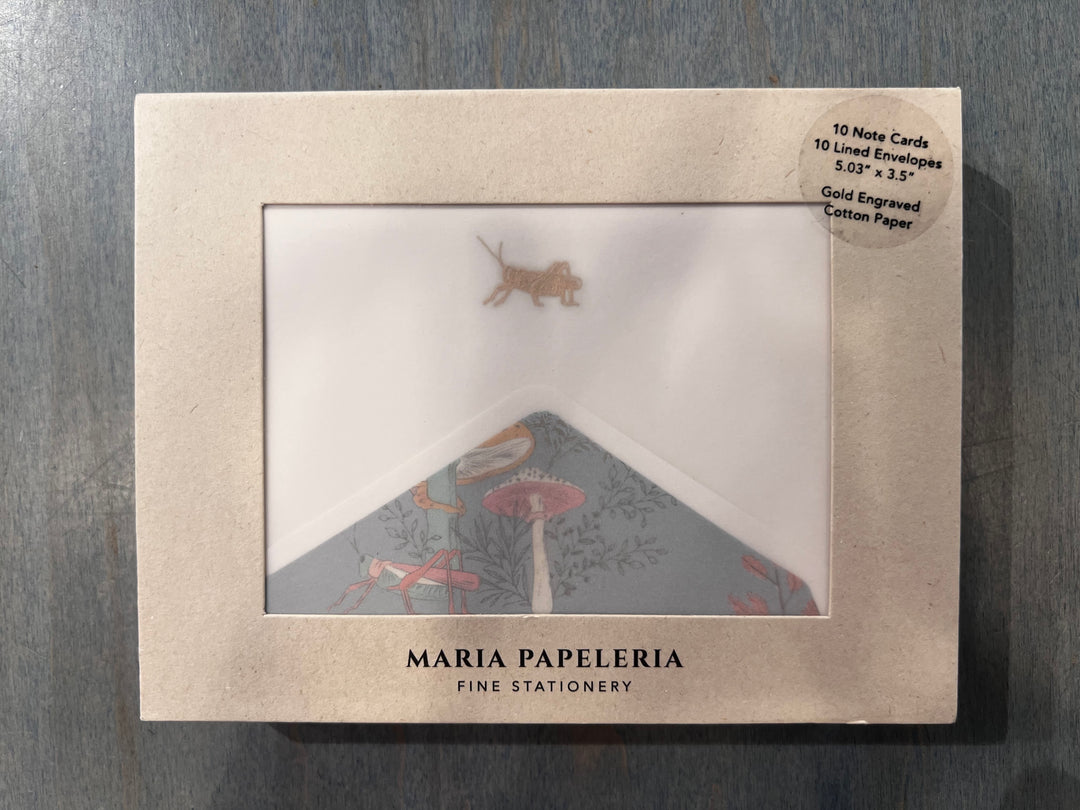 10 Note Cards
10 Lined Envelopes
5.03" x 3.5"
Gold Engraved
Cotton Paper
MARIA PAPELERIA
FINE STATIONERY